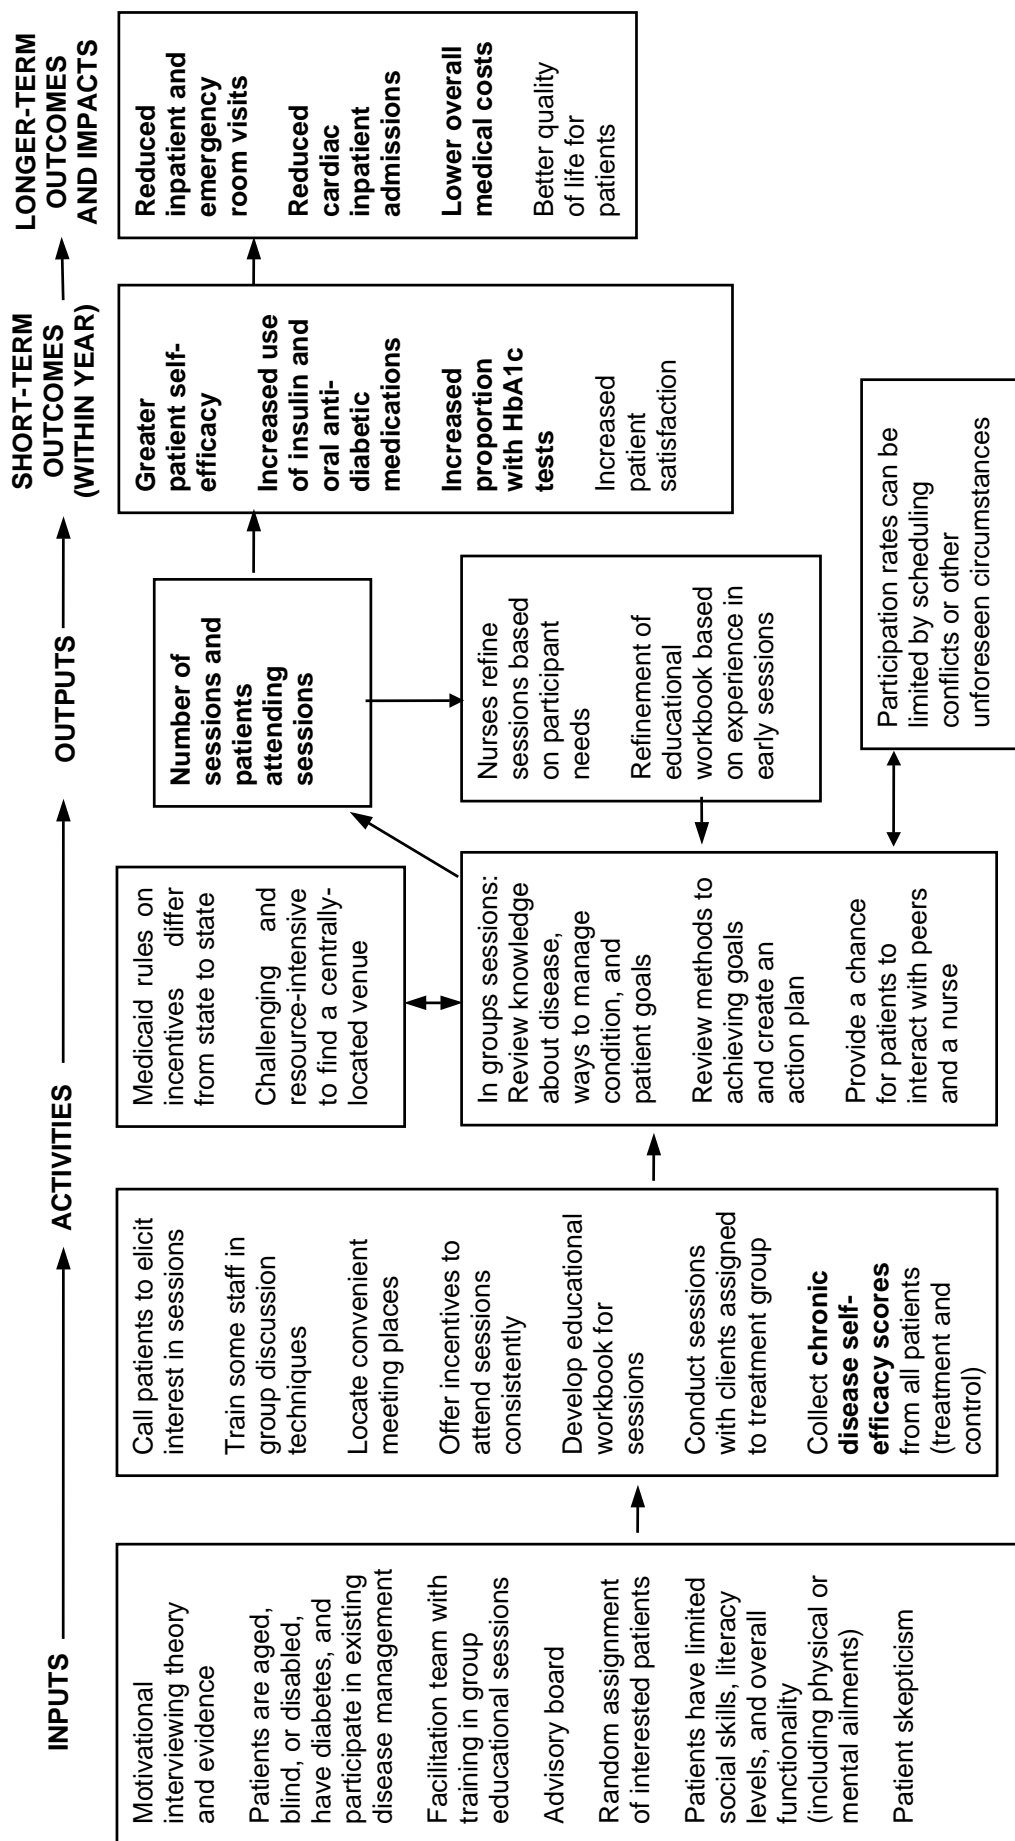 INPUTS
ACTIVITIES
OUTPUTS
SHORT-TERM
OUTCOMES
(WITHIN YEAR)
LONGER-TERM
OUTCOMES
AND IMPACTS
Motivational
interviewing theory
and evidence
Patients are aged,
blind, or disabled,
have diabetes, and
participate in existing
disease management
Facilitation team with
training in group
educational sessions
Advisory board
Random assignment
of interested patients
Patients have limited
social skills, literacy
levels, and overall
functionality
(including physical or
mental ailments)
Patient skepticism
Call patients to elicit
interest in sessions
Train some staff in
group discussion
techniques
Locate convenient
meeting places
Offer incentives to
attend sessions
consistently
Develop educational
workbook for
sessions
Conduct sessions
with clients assigned
to treatment group
Collect chronic
disease self-
efficacy scores
from all patients
(treatment and
control)
Medicaid rules on
incentives differ
from state to state
Challenging and
resource-intensive
to find a centrally-
located venue
In groups sessions:
Review knowledge
about disease,
ways to manage
condition, and
patient goals
Review methods to
achieving goals
and create an
action plan
Provide a chance
for patients to
interact with peers
and a nurse
Number of
sessions and
patients
attending
sessions
Nurses refine
sessions based
on participant
needs
Refinement of
educational
workbook based
on experience in
early sessions
Participation rates can be
limited by scheduling
conflicts or other
unforeseen circumstances
Greater
patient self-
efficacy
Increased use
of insulin and
oral anti-
diabetic
medications
Increased
proportion
with HbA1c
tests
Increased
patient
satisfaction
Reduced
inpatient and
emergency
room visits
Reduced
cardiac
inpatient
admissions
Lower overall
medical costs
Better quality
of life for
patients